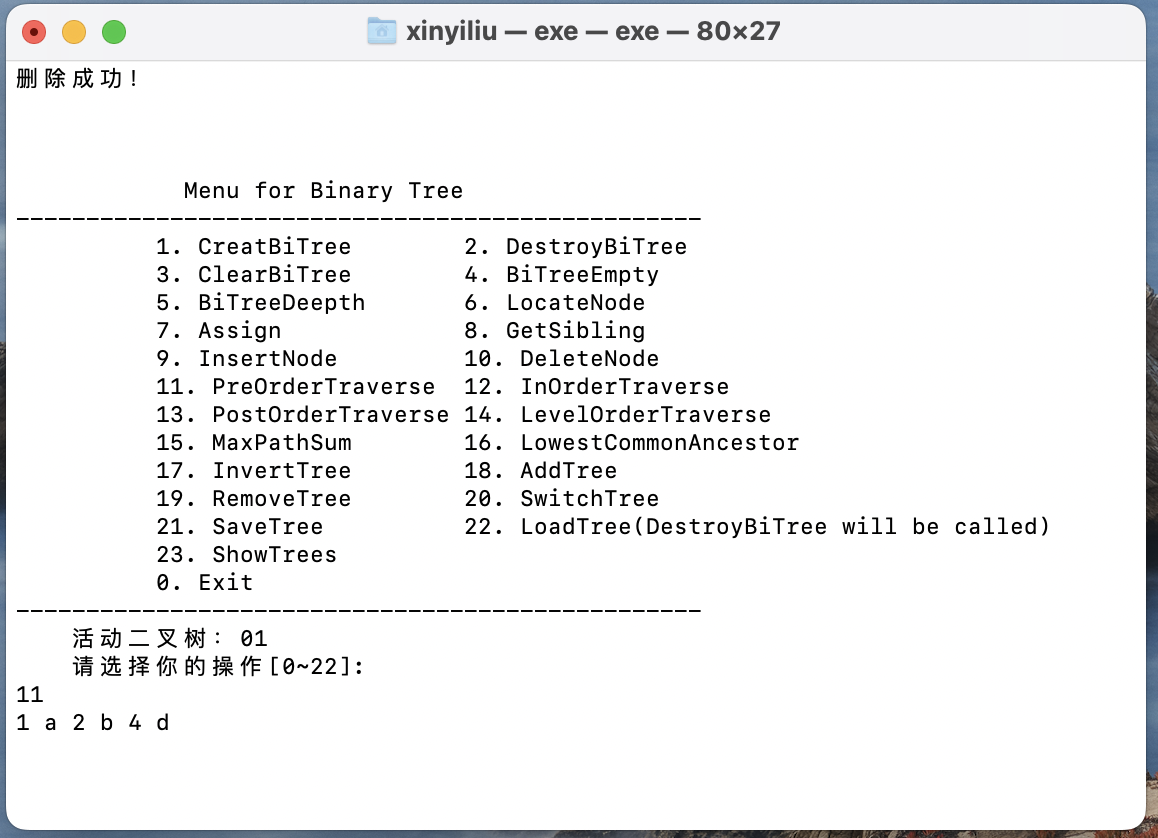 xinyiliu — exe — exe — 80×27
删除成功!
Menu for Binary Tree
-------------------------------------------------
1. CreatBiTree 2. DestroyBiTree
3. ClearBiTree 4. BiTreeEmpty
5. BiTreeDeepth 6. LocateNode
7. Assign 8. GetSibling
9. InsertNode 10. DeleteNode
11. PreOrderTraverse 12. InOrderTraverse
13. PostOrderTraverse 14. LevelOrderTraverse
15. MaxPathSum 16. LowestCommonAncestor
17. InvertTree 18. AddTree
19. RemoveTree 20. SwitchTree
21. SaveTree 22. LoadTree(DestroyBiTree will be called)
23. ShowTrees
0. Exit
-------------------------------------------------
活动二叉树: 01
请选择你的操作[0~22]:
11
1 a 2 b 4 d